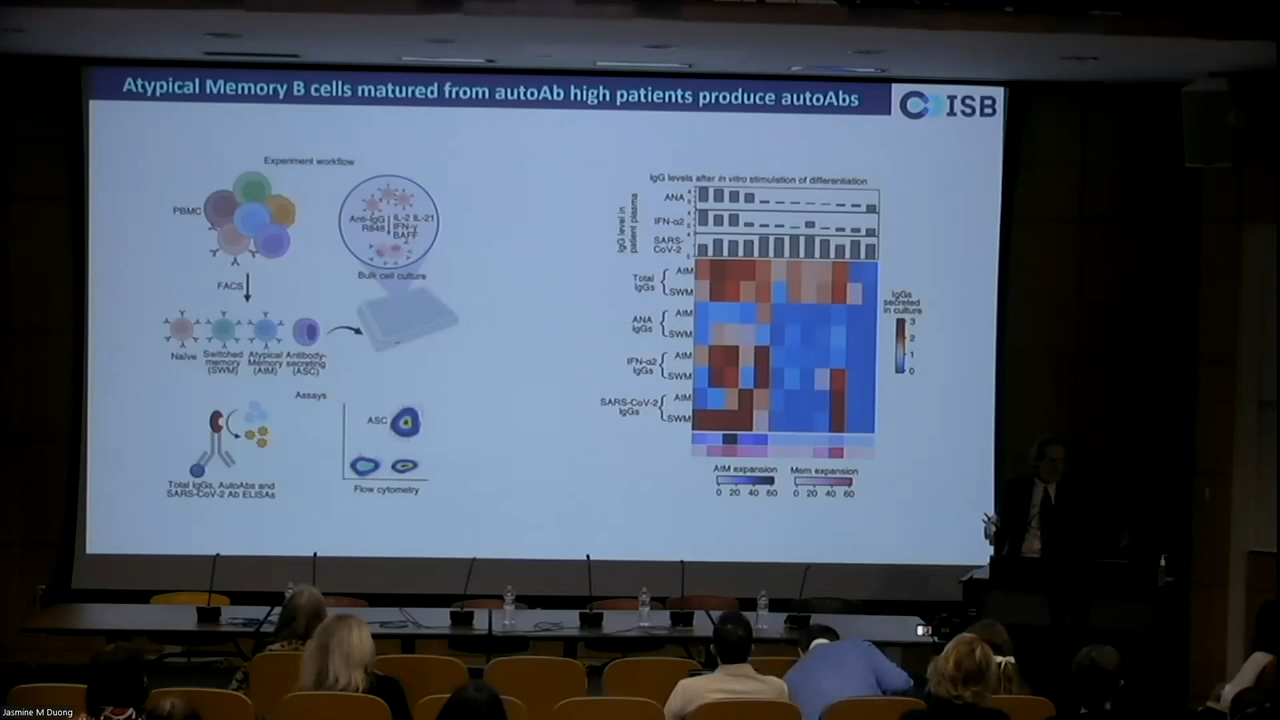 Atypical Memory B cells matured from autoAb high patients produce autoAbs
ISB
Experiment workflow
PBMC
Anti-IgG
R848
IL-2 IL-21
IFN-γ
BAFF
Bulk cell culture
FACS
Naïve
Switched
memory
(SWM)
Atypical
Memory
(AtM)
Antibody-
secreting
(ASC)
Assays
Total IgGs, AutoAbs and
SARS-CoV-2 Ab ELISAs
ASC
Flow cytometry
IgG levels after in vitro stimulation of differentiation
IgG level in
patient plasma
ANA
IFN-α2
SARS-
CoV-2
Total
IgGs
AtM
SWM
ANA
IgGs
AtM
SWM
IFN-α2
IgGs
AtM
SWM
SARS-CoV-2
IgGs
AtM
SWM
IgGs
secreted
in culture
3
2
1
0
AtM expansion
0 20 40 60
Mem expansion
0 20 40 60
Jasmine M Duong